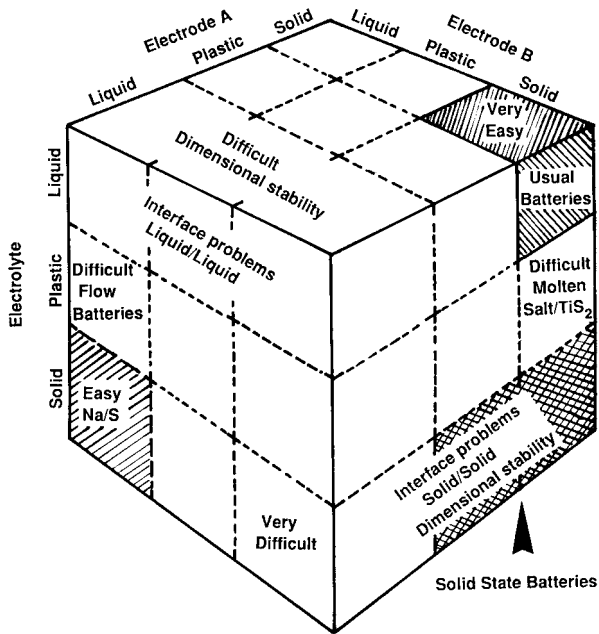 Electrode A
Liquid
Plastic
Solid
Electrode B
Liquid
Plastic
Solid
Very
Easy
Difficult
Dimensional stability
Usual
Batteries
Electrolyte
Liquid
Plastic
Solid
Interface problems
Liquid/Liquid
Difficult
Flow
Batteries
Difficult
Molten
Salt/TiS₂
Easy
Na/S
Interface problems
Solid/Solid
Dimensional stability
Very
Difficult
Solid State Batteries